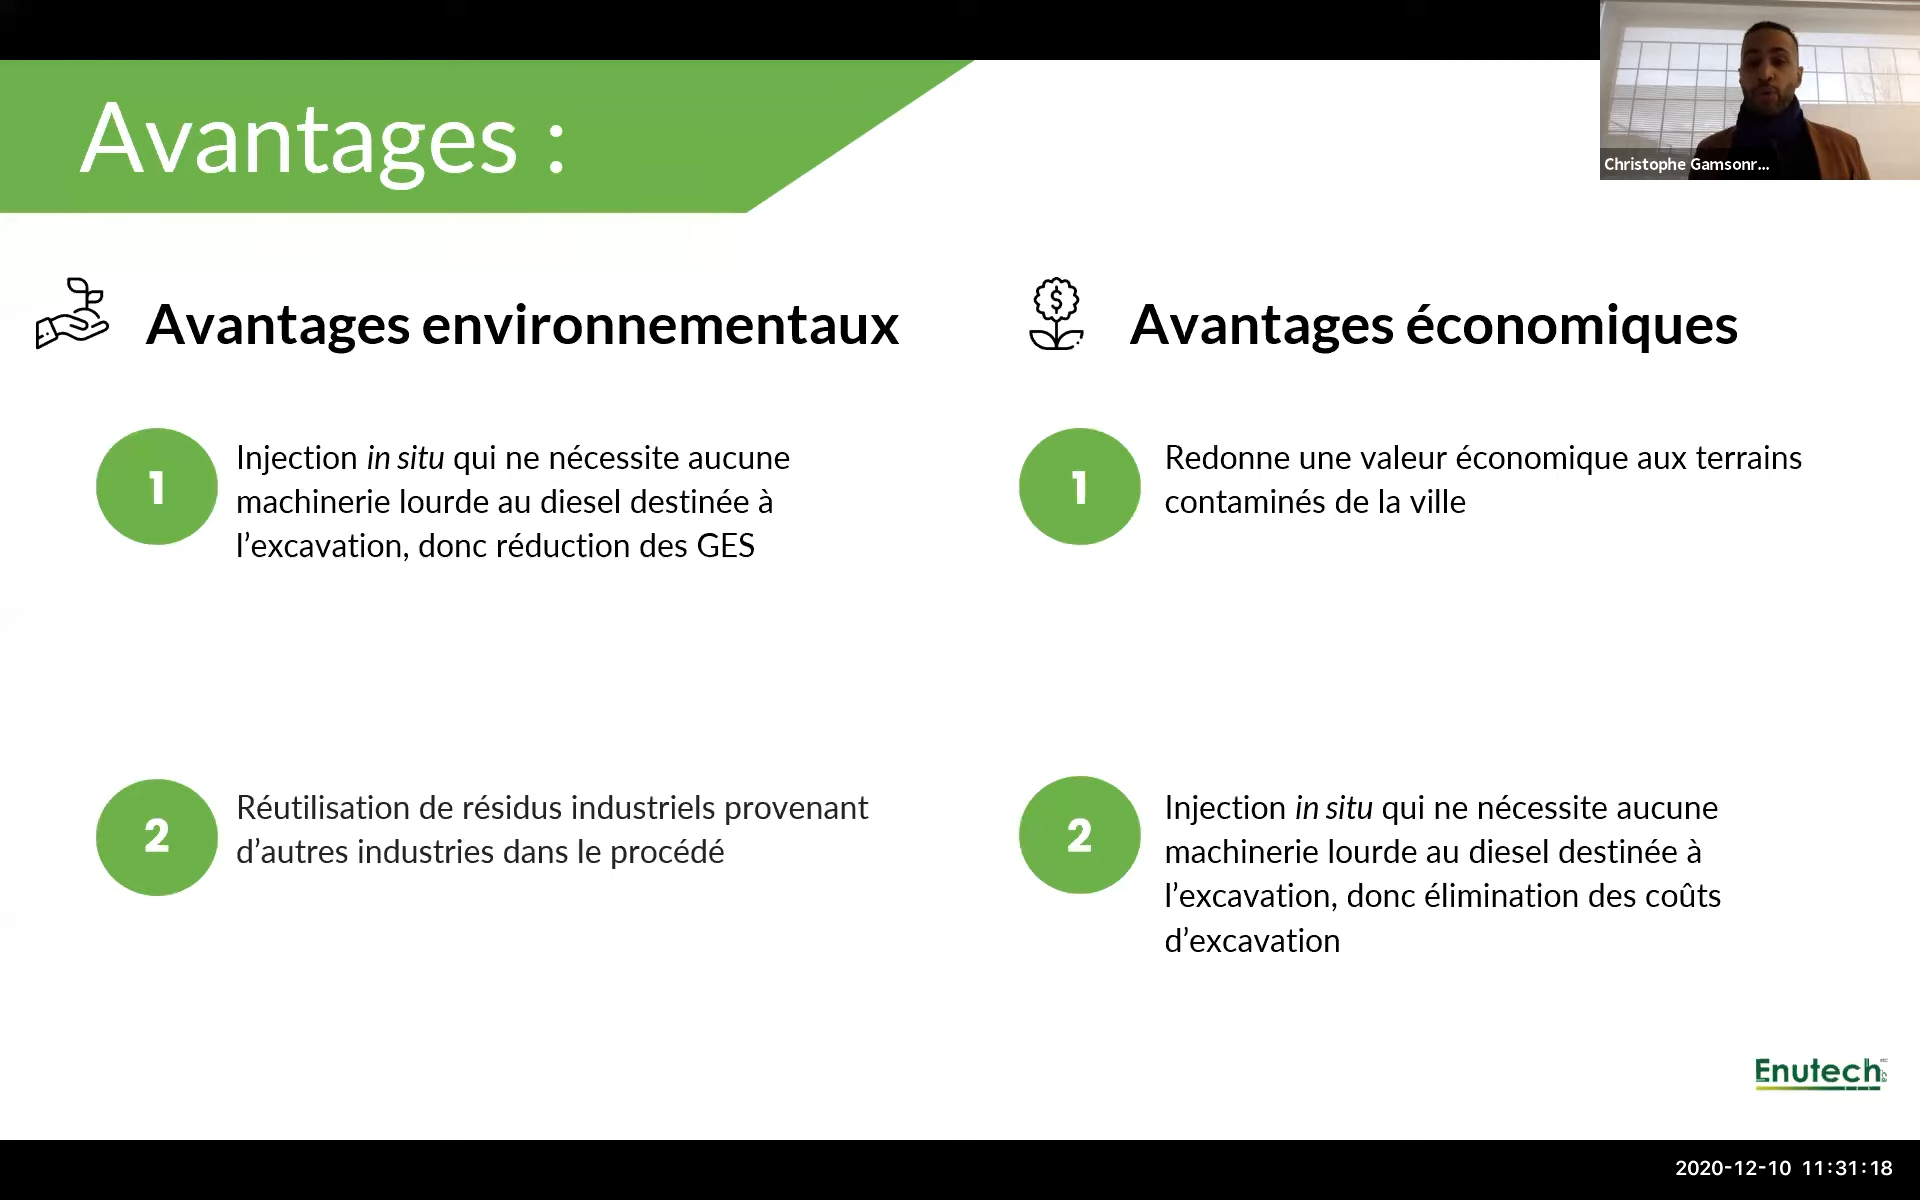 Avantages :
Christophe Gamsonr...
Avantages environnementaux
1
Injection in situ qui ne nécessite aucune
machinerie lourde au diesel destinée à
l’excavation, donc réduction des GES
2
Réutilisation de résidus industriels provenant
d’autres industries dans le procédé
$
Avantages économiques
1
Redonne une valeur économique aux terrains
contaminés de la ville
2
Injection in situ qui ne nécessite aucune
machinerie lourde au diesel destinée à
l’excavation, donc élimination des coûts
d’excavation
Enutech
2020-12-10 11:31:18